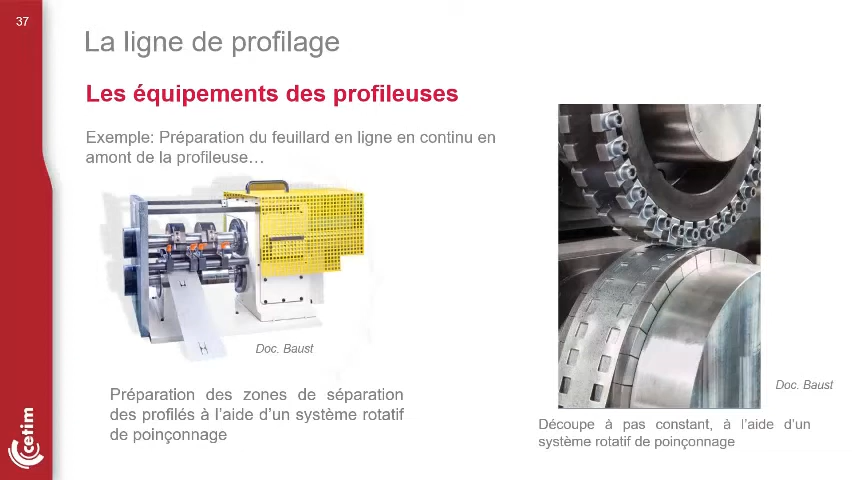 37
La ligne de profilage
Les équipements des profileuses
Exemple: Préparation du feuillard en ligne en continu en
amont de la profileuse…
Doc. Baust
Préparation des zones de séparation
des profilés à l’aide d’un système rotatif
de poinçonnage
Doc. Baust
Découpe à pas constant, à l’aide d’un
système rotatif de poinçonnage
cetim